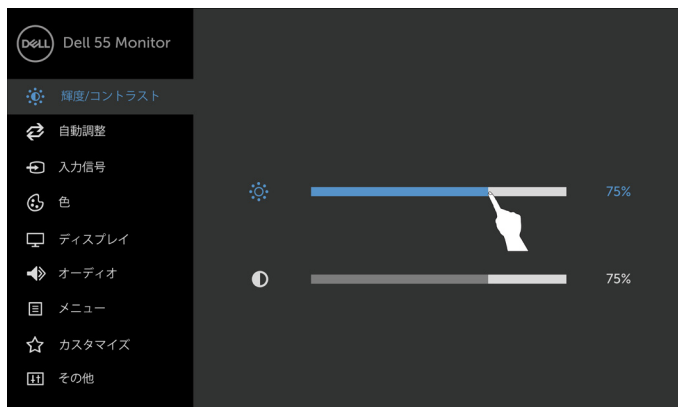 DELL
Dell 55 Monitor
輝度/コントラスト
自動調整
入力信号
色
ディスプレイ
オーディオ
メニュー
カスタマイズ
その他
75%
75%